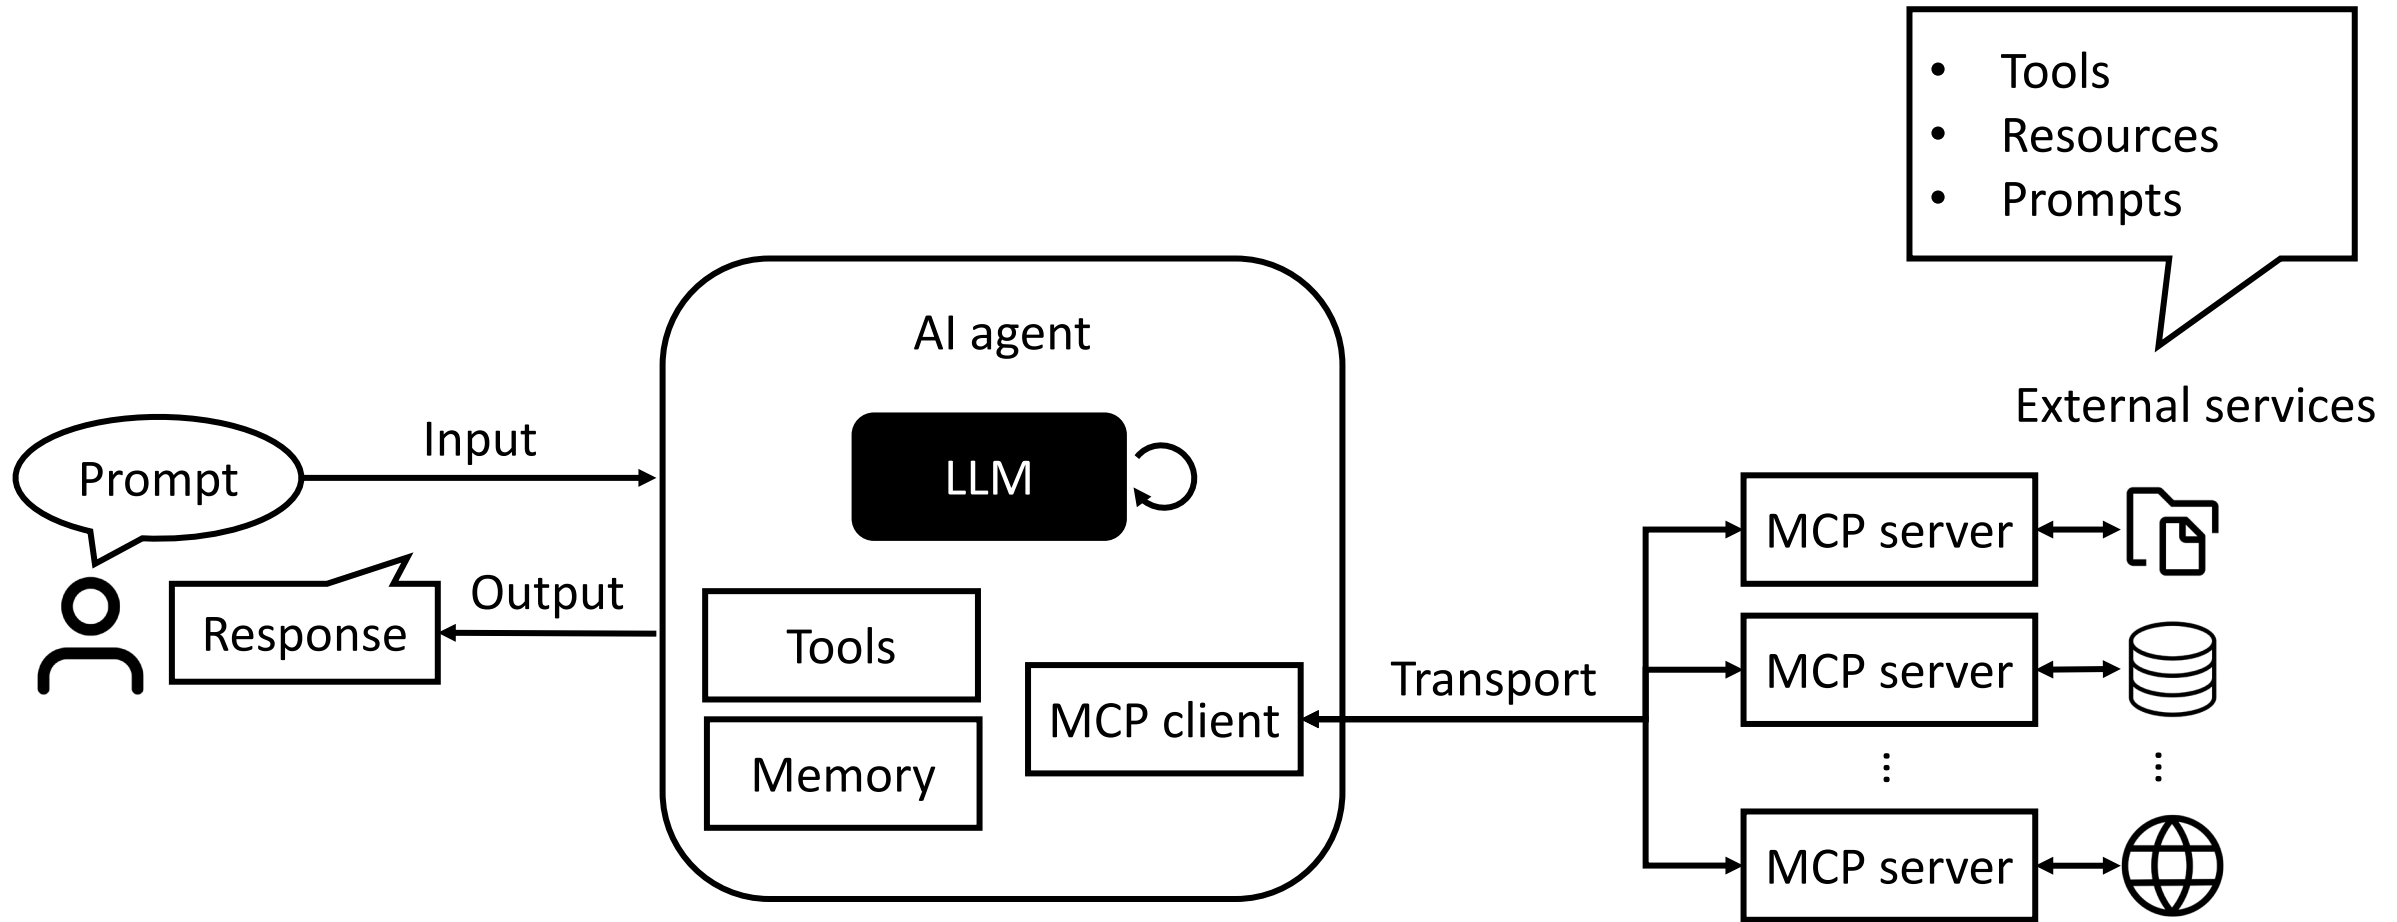 • Tools
• Resources
• Prompts
AI agent
External services
Input
Prompt
LLM
MCP server
Output
Response
Tools
MCP server
Transport
MCP client
Memory
⋮ ⋮
MCP server